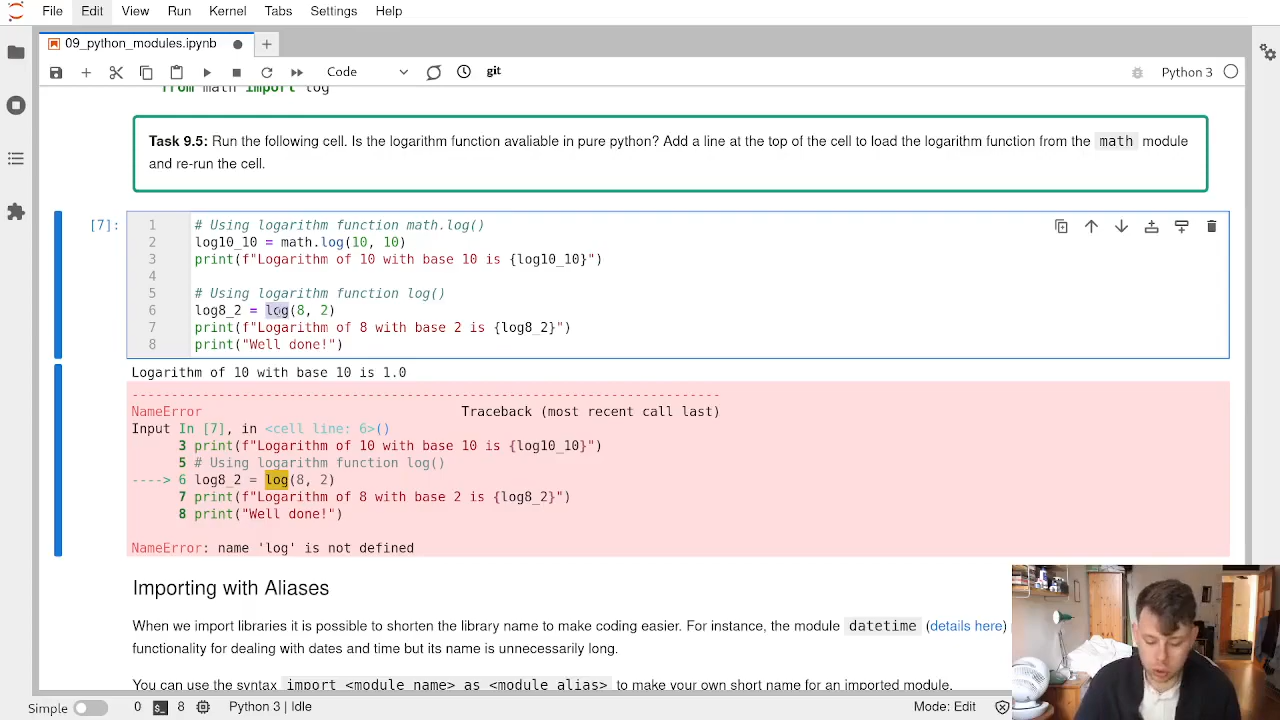 File Edit View Run Kernel Tabs Settings Help
09_python_modules.ipynb
Code git Python 3
from math import log
Task 9.5: Run the following cell. Is the logarithm function avaliable in pure python? Add a line at the top of the cell to load the logarithm function from the math module
and re-run the cell.
[7]:
1 # Using logarithm function math.log()
2 log10_10 = math.log(10, 10)
3 print(f"Logarithm of 10 with base 10 is {log10_10}")
4
5 # Using logarithm function log()
6 log8_2 = log(8, 2)
7 print(f"Logarithm of 8 with base 2 is {log8_2}")
8 print("Well done!")
Logarithm of 10 with base 10 is 1.0
---------------------------------------------------------------------------
NameError Traceback (most recent call last)
Input In [7], in <cell line: 6>()
3 print(f"Logarithm of 10 with base 10 is {log10_10}")
5 # Using logarithm function log()
----> 6 log8_2 = log(8, 2)
7 print(f"Logarithm of 8 with base 2 is {log8_2}")
8 print("Well done!")
NameError: name 'log' is not defined
Importing with Aliases
When we import libraries it is possible to shorten the library name to make coding easier. For instance, the module datetime (details here)
functionality for dealing with dates and time but its name is unnecessarily long.
You can use the syntax import <module name> as <module alias> to make your own short name for an imported module.
Simple 0 $_ 8 Python 3 | Idle Mode: Edit